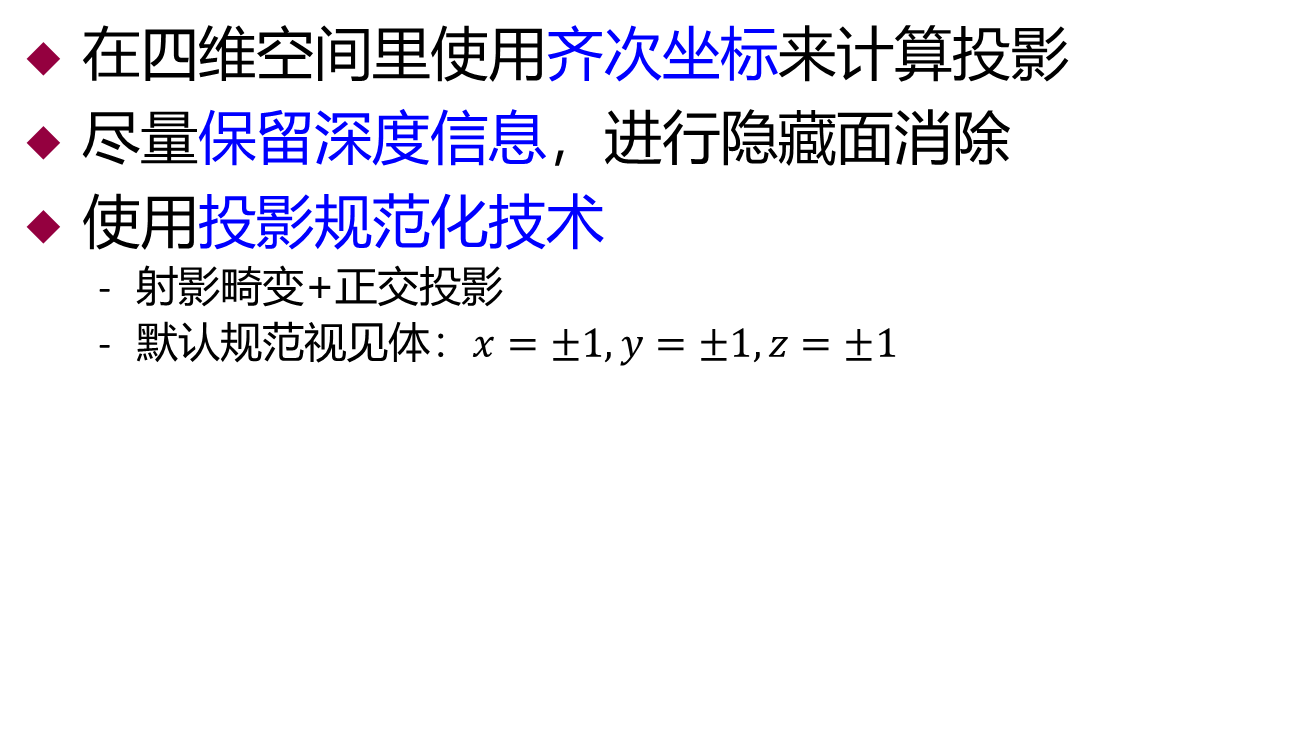 ◆ 在四维空间里使用齐次坐标来计算投影
◆ 尽量保留深度信息，进行隐藏面消除
◆ 使用投影规范化技术
- 射影畸变+正交投影
- 默认规范视见体：x = ±1, y = ±1, z = ±1